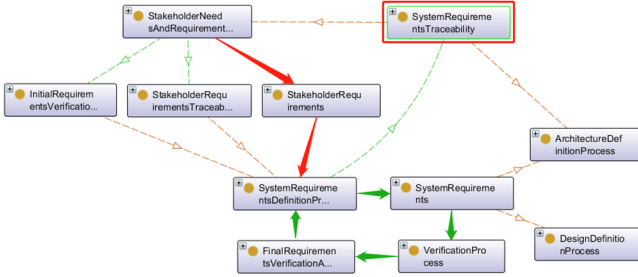 StakeholderNeed
sAndRequirement...
SystemRequireme
ntsTraceability
InitialRequirem
entsVerificatio...
StakeholderRequ
irementsTraceab...
StakeholderRequ
irements
ArchitectureDef
initionProcess
SystemRequireme
ntsDefinitionPr...
SystemRequireme
nts
DesignDefinitio
nProcess
FinalRequiremen
tsVerificationA...
VerificationPro
cess